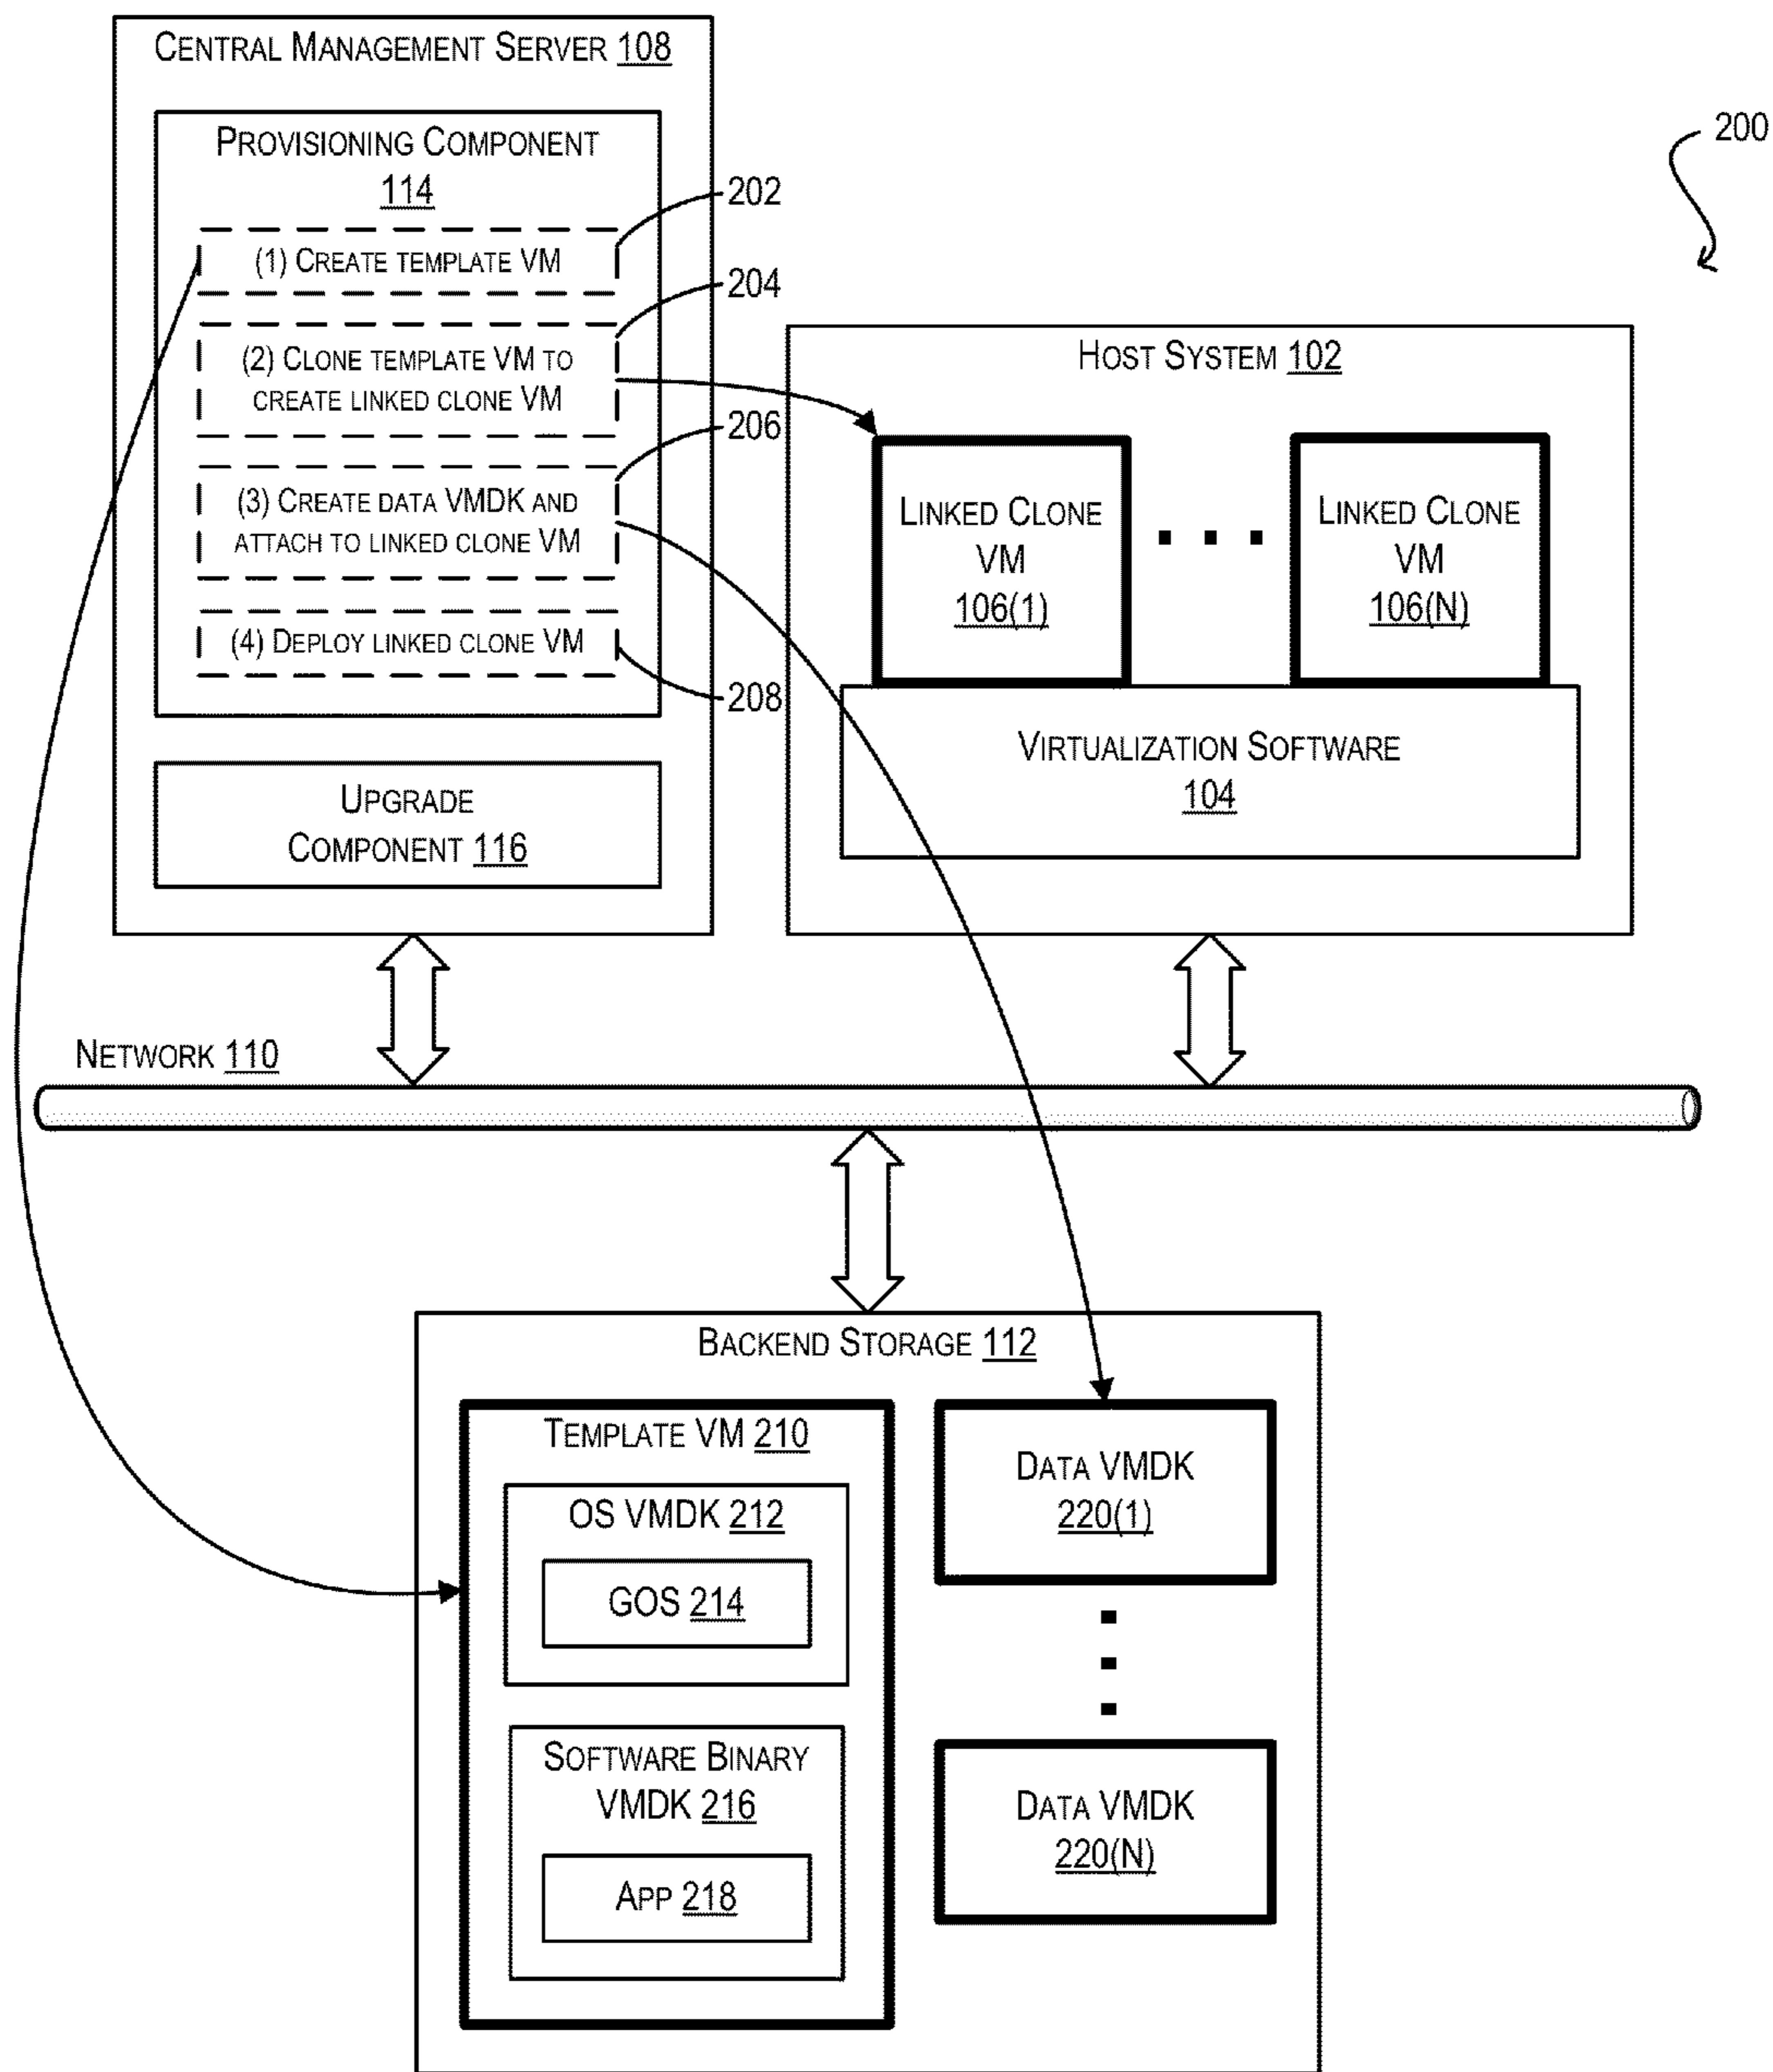 CENTRAL MANAGEMENT SERVER 108
PROVISIONING COMPONENT
114
(1) CREATE TEMPLATE VM
(2) CLONE TEMPLATE VM TO
CREATE LINKED CLONE VM
(3) CREATE DATA VMDK AND
ATTACH TO LINKED CLONE VM
(4) DEPLOY LINKED CLONE VM
202
204
206
208
UPGRADE
COMPONENT 116
200
HOST SYSTEM 102
LINKED CLONE
VM
106(1)
LINKED CLONE
VM
106(N)
VIRTUALIZATION SOFTWARE
104
NETWORK 110
BACKEND STORAGE 112
TEMPLATE VM 210
OS VMDK 212
GOS 214
SOFTWARE BINARY
VMDK 216
APP 218
DATA VMDK
220(1)
DATA VMDK
220(N)